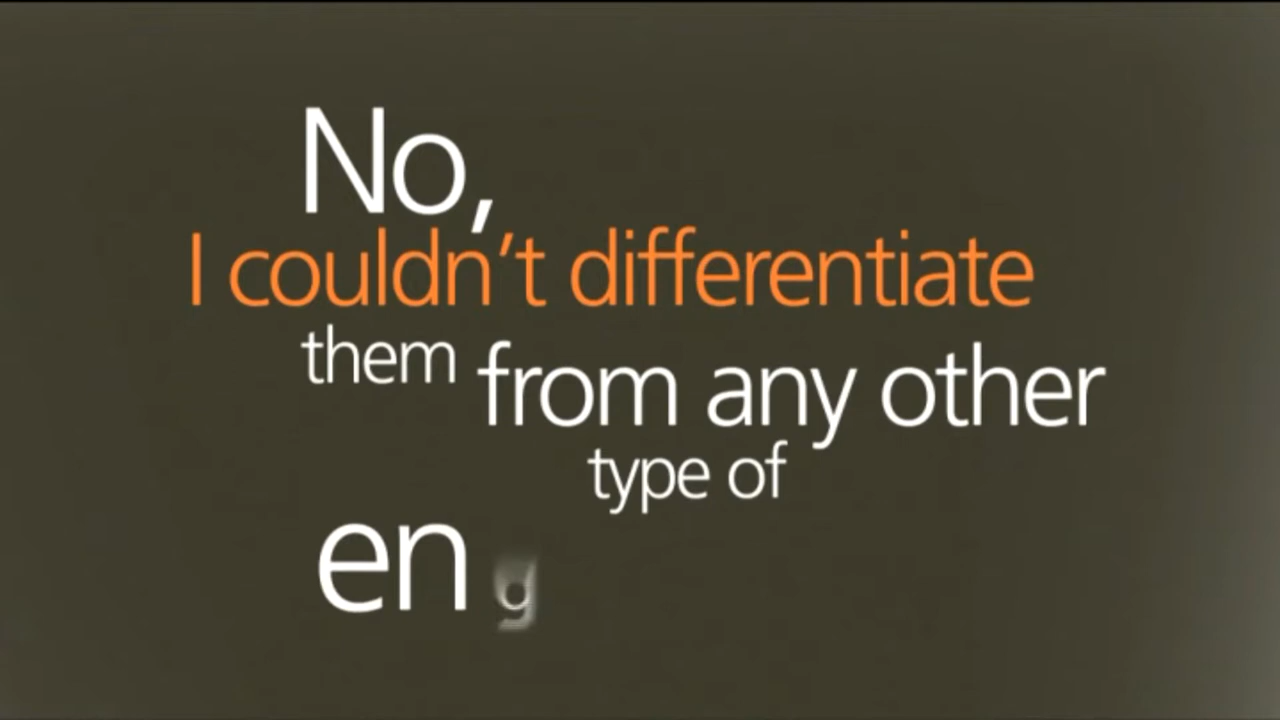 No,
I couldn't differentiate
them from any other
type of
en g